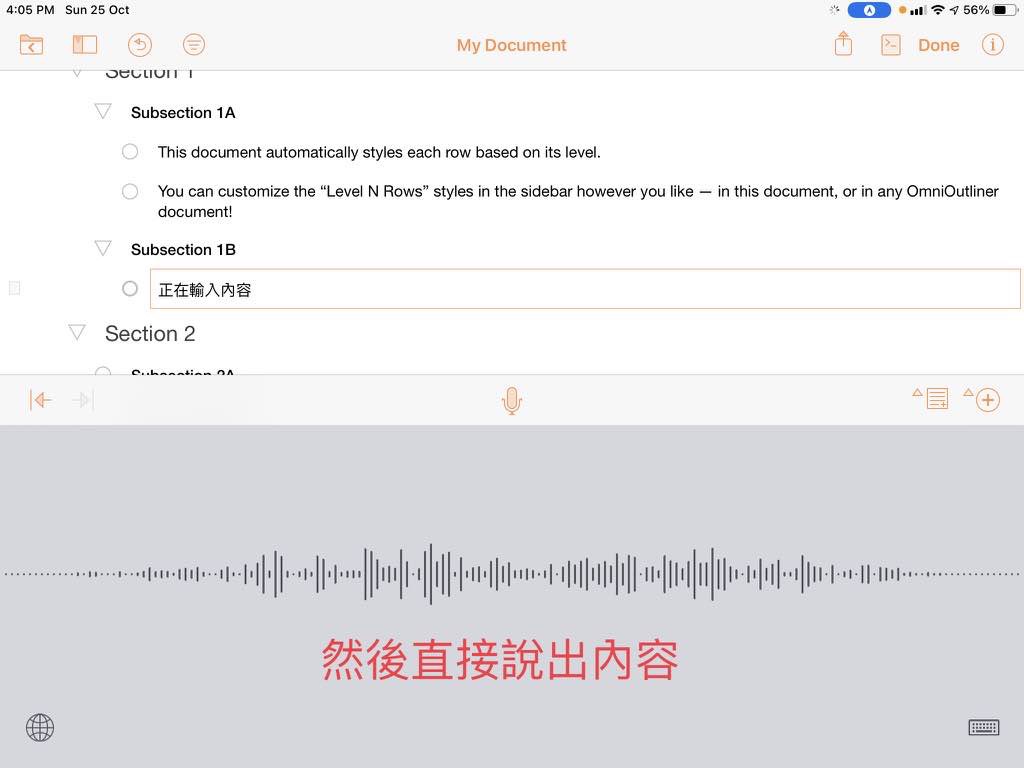 4:05 PM Sun 25 Oct
56%
My Document
Done
Section 1
Subsection 1A
This document automatically styles each row based on its level.
You can customize the “Level N Rows” styles in the sidebar however you like — in this document, or in any OmniOutliner
document!
Subsection 1B
正在輸入內容
Section 2
Subsection 2A
然後直接說出內容